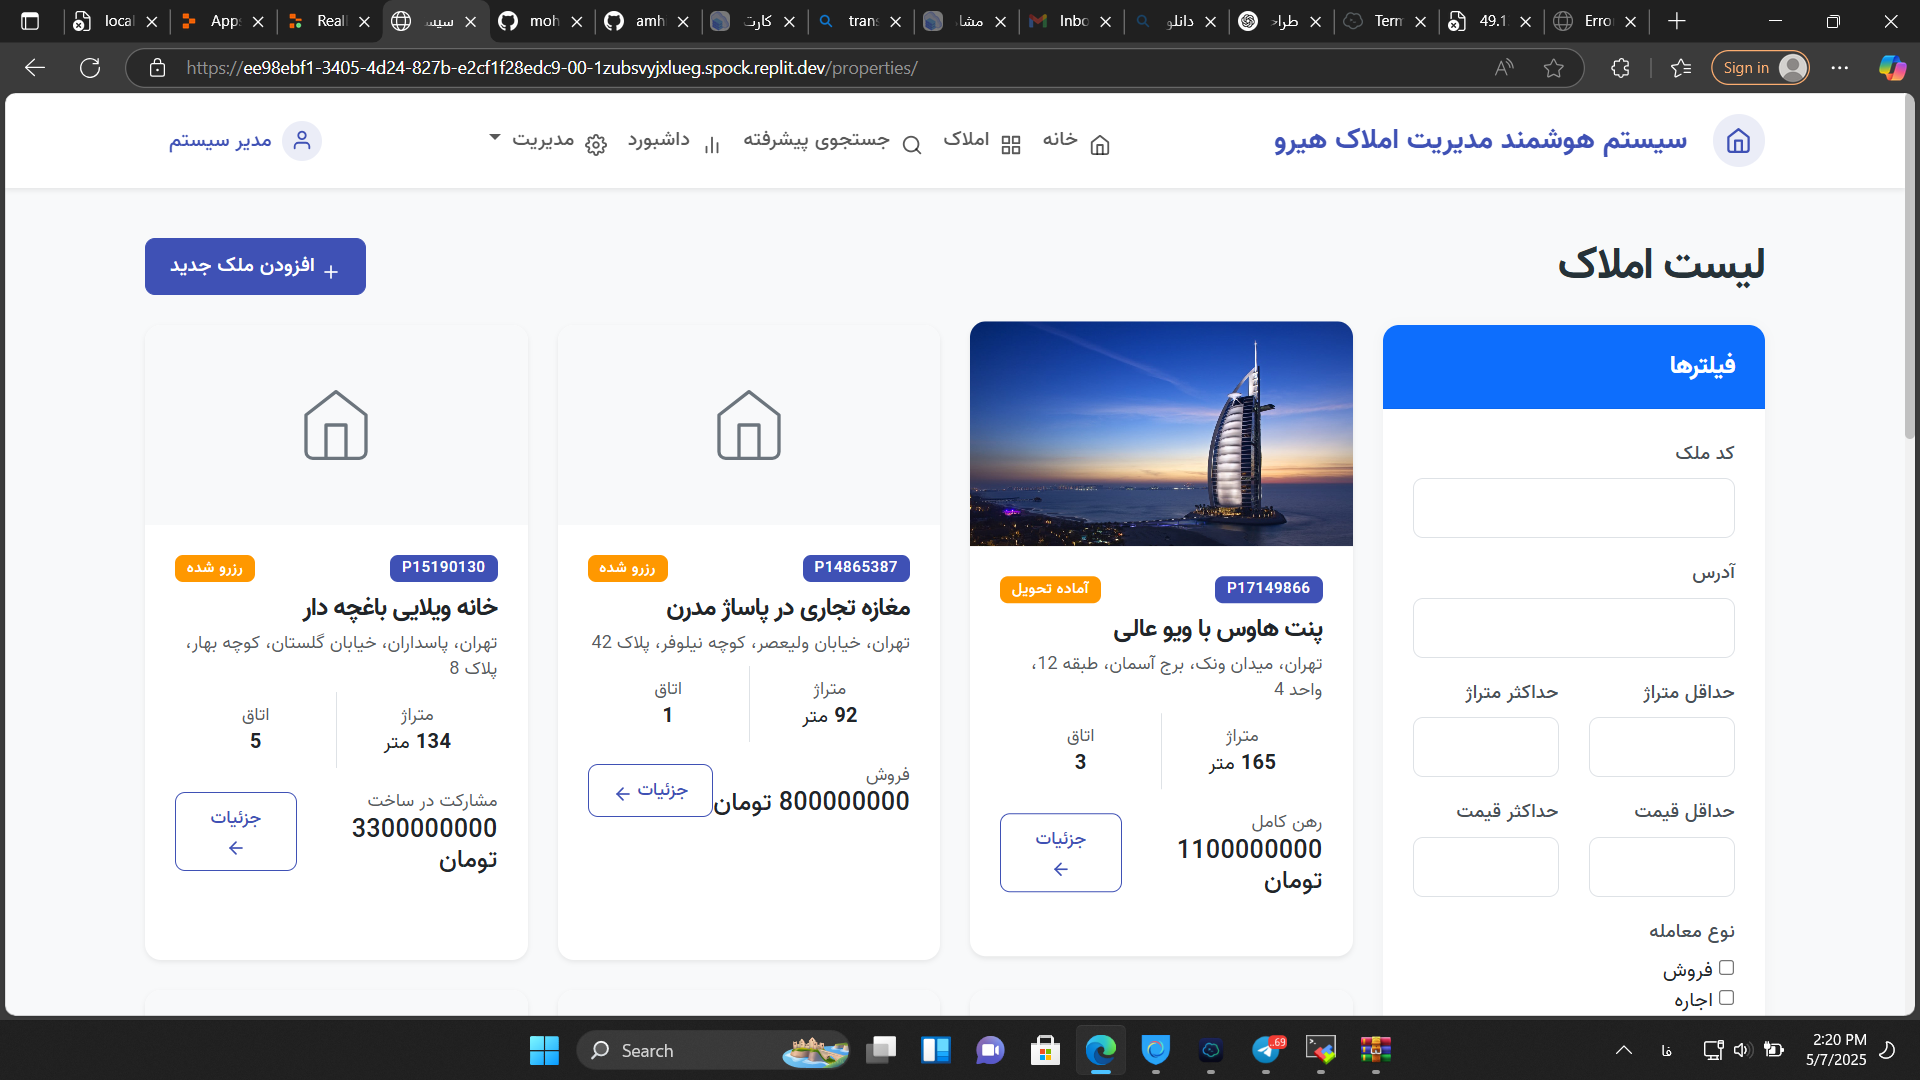 local
Apps
Reall
سیس
moh
amh
کارت
trans
مشا
Inbo
دانلو
طراح
Term
49.1
Erro
https://ee98ebf1-3405-4d24-827b-e2cf1f28edc9-00-1zubsvyjxlueg.spock.replit.dev/properties/
Sign in
سیستم هوشمند مدیریت املاک هیرو
خانه
املاک
جستجوی پیشرفته
داشبورد
مدیریت
مدیر سیستم
لیست املاک
افزودن ملک جدید
فیلترها
کد ملک
آدرس
حداقل متراژ
حداکثر متراژ
حداقل قیمت
حداکثر قیمت
نوع معامله
فروش
اجاره
P17149866
آماده تحویل
پنت هاوس با ویو عالی
تهران، میدان ونک، برج آسمان، طبقه 12،
واحد 4
متراژ
165 متر
اتاق
3
رهن کامل
1100000000
تومان
جزئیات
P14865387
رزرو شده
مغازه تجاری در پاساژ مدرن
تهران، خیابان ولیعصر، کوچه نیلوفر، پلاک 42
متراژ
92 متر
اتاق
1
فروش
800000000 تومان
جزئیات
P15190130
رزرو شده
خانه ویلایی باغچه دار
تهران، پاسداران، خیابان گلستان، کوچه بهار،
پلاک 8
متراژ
134 متر
اتاق
5
مشارکت در ساخت
3300000000
تومان
جزئیات
Search
69
فا
2:20 PM
5/7/2025